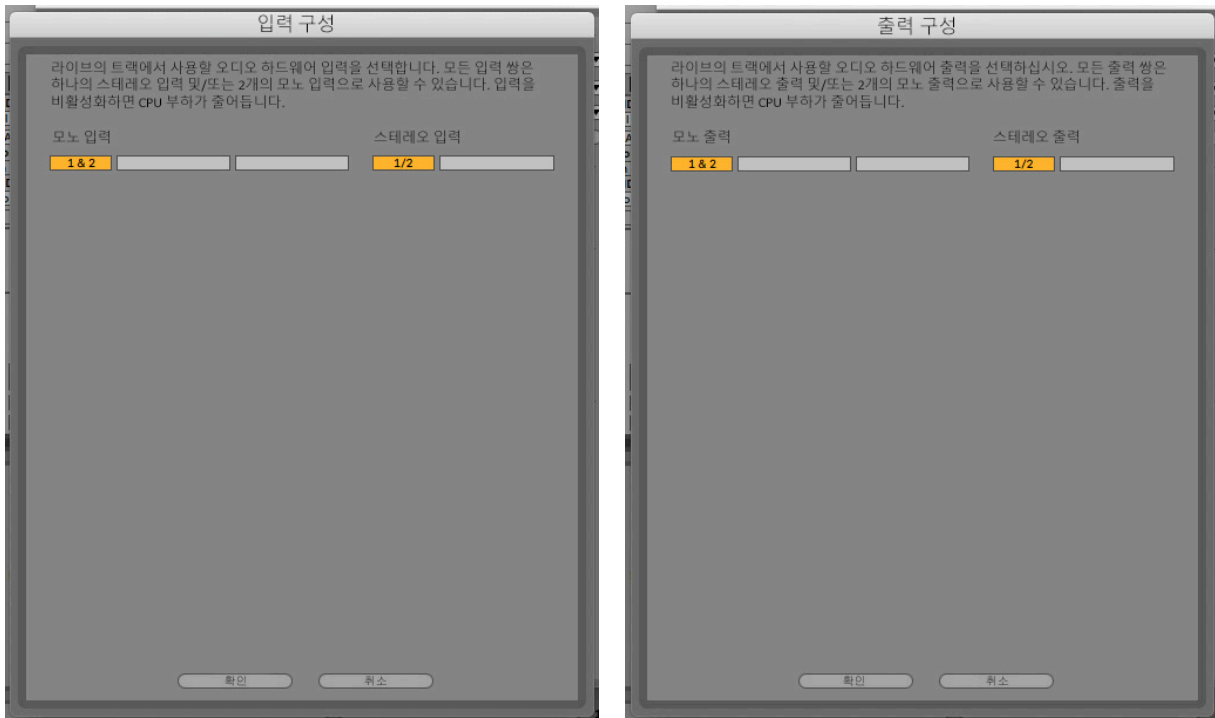 입력 구성
라이브의 트랙에서 사용할 오디오 하드웨어 입력을 선택합니다. 모든 입력 쌍은
하나의 스테레오 입력 및/또는 2개의 모노 입력으로 사용할 수 있습니다. 입력을
비활성화하면 CPU 부하가 줄어듭니다.
모노 입력
스테레오 입력
1 & 2
1/2
확인
취소
출력 구성
라이브의 트랙에서 사용할 오디오 하드웨어 출력을 선택하십시오. 모든 출력 쌍은
하나의 스테레오 출력 및/또는 2개의 모노 출력으로 사용할 수 있습니다. 출력을
비활성화하면 CPU 부하가 줄어듭니다.
모노 출력
스테레오 출력
1 & 2
1/2
확인
취소